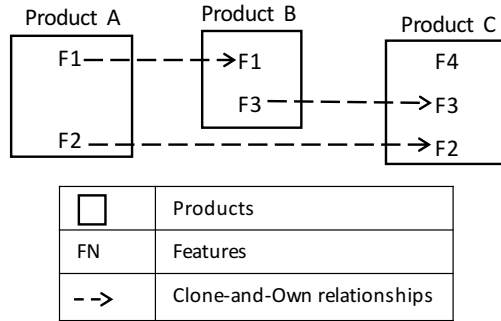 Product A
Product B
Product C
F1
F1
F4
F3
F3
F2
F2
Products
FN
Features
Clone-and-Own relationships